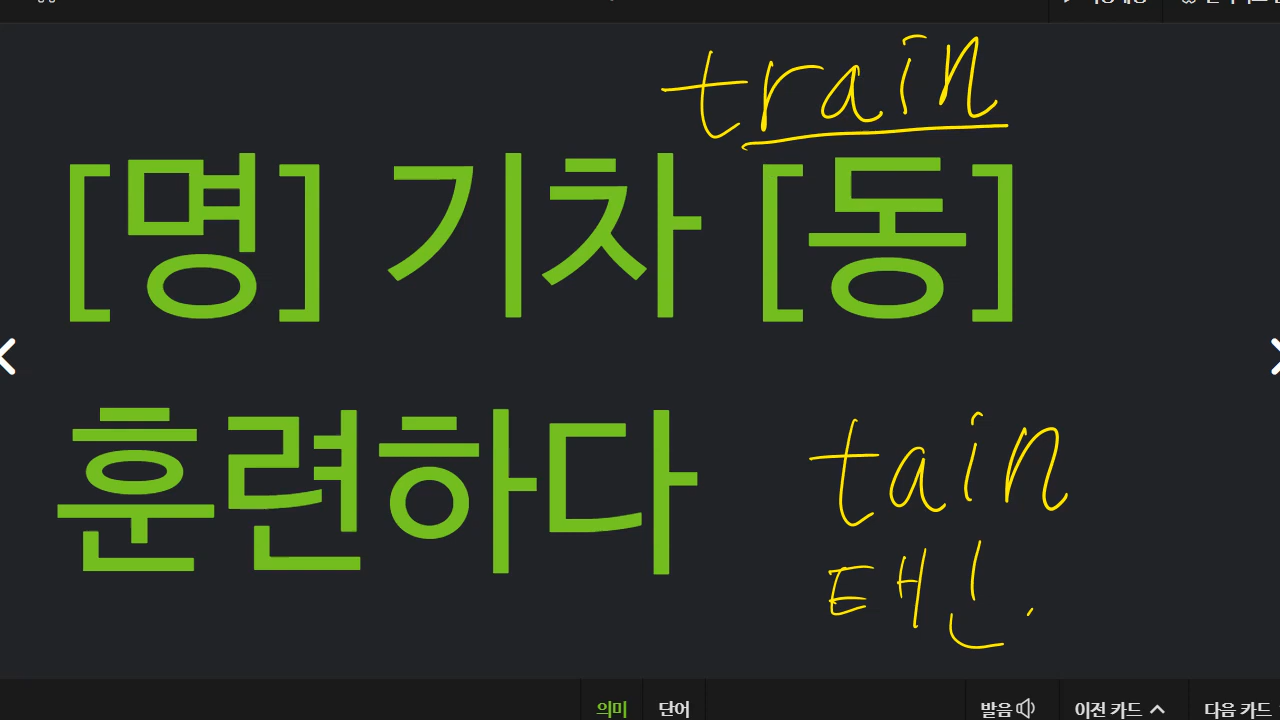 train
[명] 기차 [동]
훈련하다
tain
태인.
의미 단어 발음 이전 카드 다음 카드